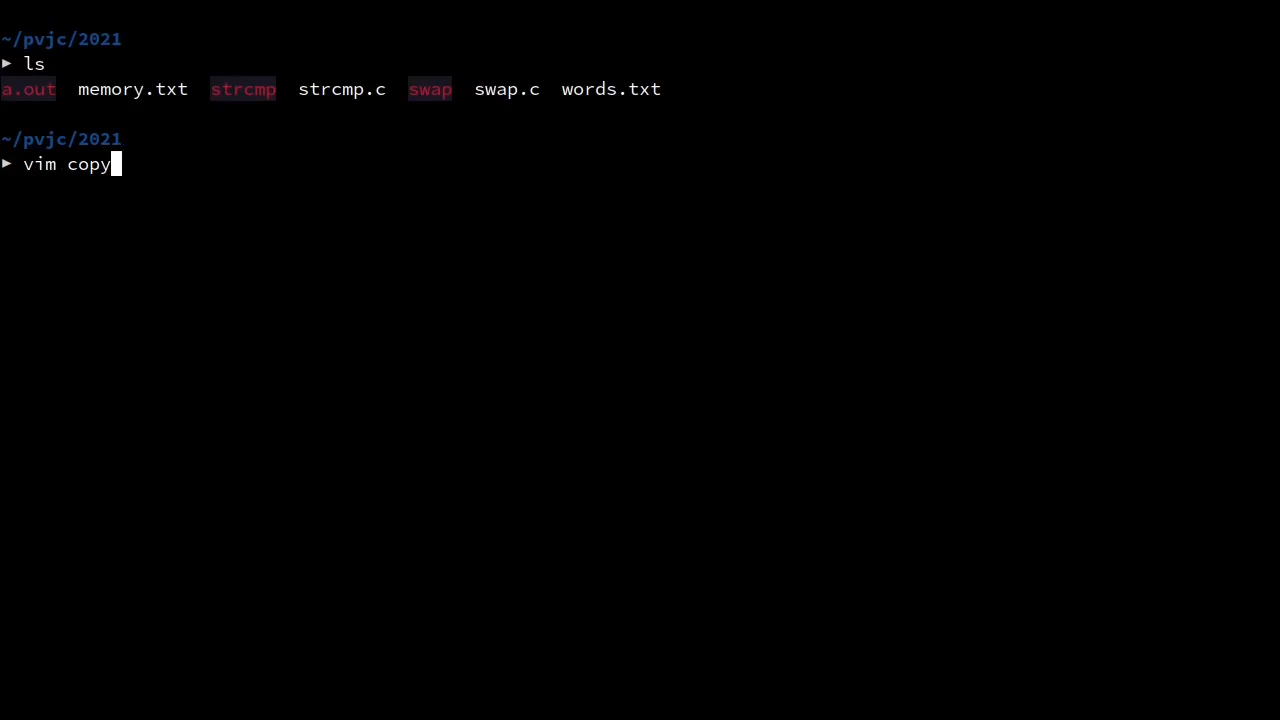 ~/pvjc/2021
► ls
a.out  memory.txt  strcmp  strcmp.c  swap  swap.c  words.txt
~/pvjc/2021
► vim copy